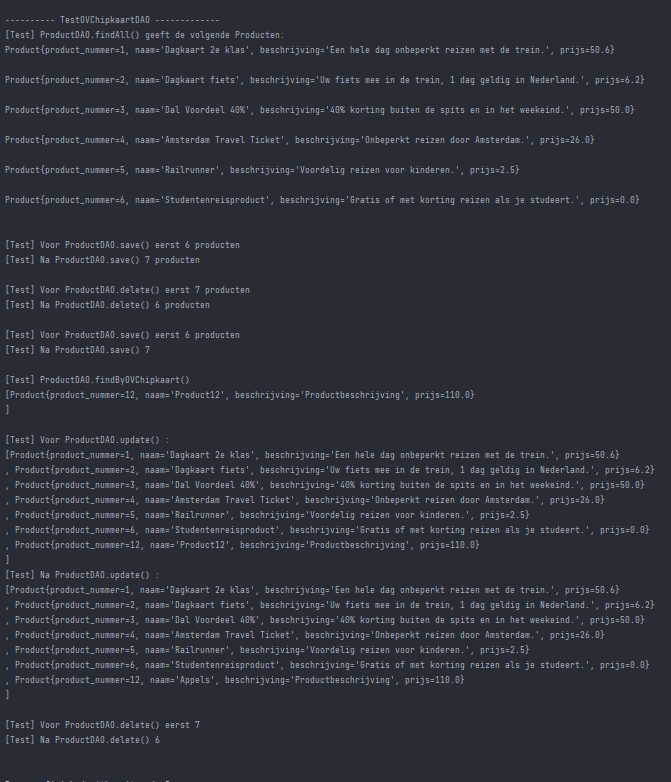 ---------- TestOVChipkaartDAO -------------
[Test] ProductDAO.findAll() geeft de volgende Producten:
Product{product_nummer=1, naam='Dagkaart 2e klas', beschrijving='Een hele dag onbeperkt reizen met de trein.', prijs=50.6}
Product{product_nummer=2, naam='Dagkaart fiets', beschrijving='Uw fiets mee in de trein, 1 dag geldig in Nederland.', prijs=6.2}
Product{product_nummer=3, naam='Dal Voordeel 40%', beschrijving='40% korting buiten de spits en in het weekeind.', prijs=50.0}
Product{product_nummer=4, naam='Amsterdam Travel Ticket', beschrijving='Onbeperkt reizen door Amsterdam.', prijs=26.0}
Product{product_nummer=5, naam='Railrunner', beschrijving='Voordelig reizen voor kinderen.', prijs=2.5}
Product{product_nummer=6, naam='Studentenreisproduct', beschrijving='Gratis of met korting reizen als je studeert.', prijs=0.0}
[Test] Voor ProductDAO.save() eerst 6 producten
[Test] Na ProductDAO.save() 7 producten
[Test] Voor ProductDAO.delete() eerst 7 producten
[Test] Na ProductDAO.delete() 6 producten
[Test] Voor ProductDAO.save() eerst 6 producten
[Test] Na ProductDAO.save() 7
[Test] ProductDAO.findByOVChipkaart()
[Product{product_nummer=12, naam='Product12', beschrijving='Productbeschrijving', prijs=110.0}
]
[Test] Voor ProductDAO.update() :
[Product{product_nummer=1, naam='Dagkaart 2e klas', beschrijving='Een hele dag onbeperkt reizen met de trein.', prijs=50.6}
, Product{product_nummer=2, naam='Dagkaart fiets', beschrijving='Uw fiets mee in de trein, 1 dag geldig in Nederland.', prijs=6.2}
, Product{product_nummer=3, naam='Dal Voordeel 40%', beschrijving='40% korting buiten de spits en in het weekeind.', prijs=50.0}
, Product{product_nummer=4, naam='Amsterdam Travel Ticket', beschrijving='Onbeperkt reizen door Amsterdam.', prijs=26.0}
, Product{product_nummer=5, naam='Railrunner', beschrijving='Voordelig reizen voor kinderen.', prijs=2.5}
, Product{product_nummer=6, naam='Studentenreisproduct', beschrijving='Gratis of met korting reizen als je studeert.', prijs=0.0}
, Product{product_nummer=12, naam='Product12', beschrijving='Productbeschrijving', prijs=110.0}
]
[Test] Na ProductDAO.update() :
[Product{product_nummer=1, naam='Dagkaart 2e klas', beschrijving='Een hele dag onbeperkt reizen met de trein.', prijs=50.6}
, Product{product_nummer=2, naam='Dagkaart fiets', beschrijving='Uw fiets mee in de trein, 1 dag geldig in Nederland.', prijs=6.2}
, Product{product_nummer=3, naam='Dal Voordeel 40%', beschrijving='40% korting buiten de spits en in het weekeind.', prijs=50.0}
, Product{product_nummer=4, naam='Amsterdam Travel Ticket', beschrijving='Onbeperkt reizen door Amsterdam.', prijs=26.0}
, Product{product_nummer=5, naam='Railrunner', beschrijving='Voordelig reizen voor kinderen.', prijs=2.5}
, Product{product_nummer=6, naam='Studentenreisproduct', beschrijving='Gratis of met korting reizen als je studeert.', prijs=0.0}
, Product{product_nummer=12, naam='Appels', beschrijving='Productbeschrijving', prijs=110.0}
]
[Test] Voor ProductDAO.delete() eerst 7
[Test] Na ProductDAO.delete() 6